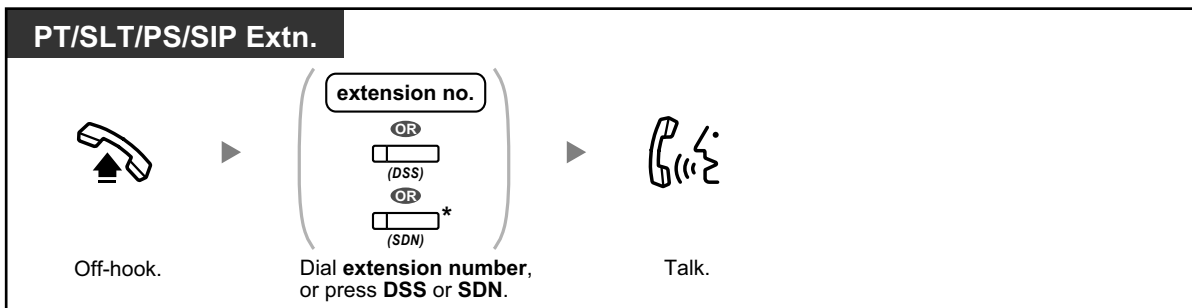 PT/SLT/PS/SIP Extn.
extension no.
OR
(DSS)
OR
*
(SDN)
Off-hook.
Dial extension number,
or press DSS or SDN.
Talk.